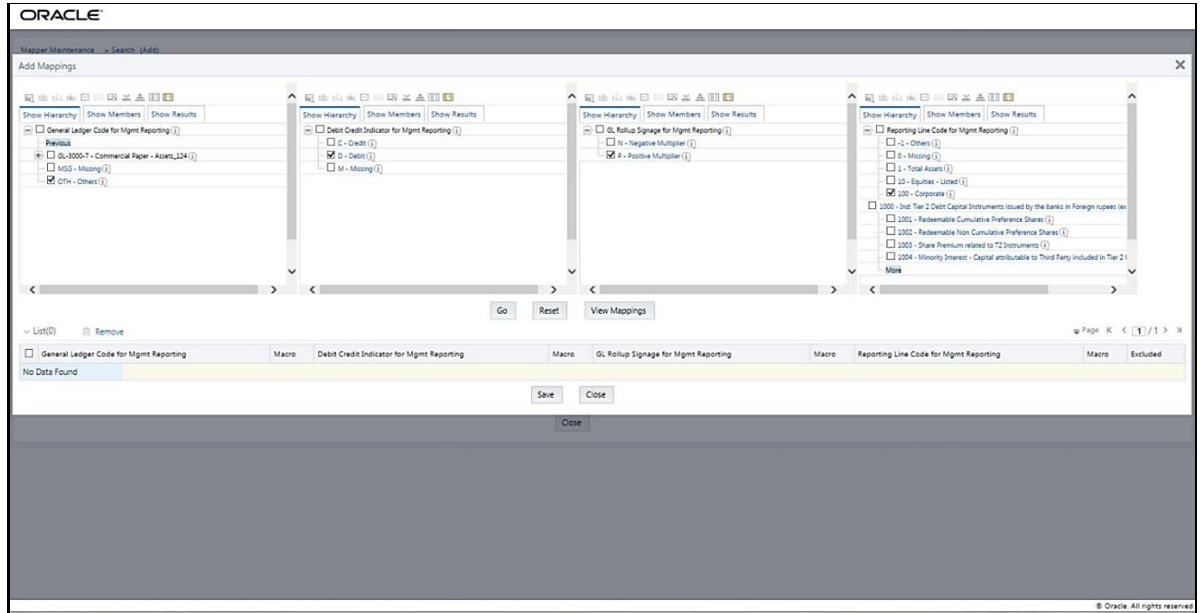 ORACLE
Mapper Maintenance » Search (Add)
Add Mappings
Show Hierarchy Show Members Show Results
General Ledger Code for Mgmt Reporting
Previous
GL-3000-7 - Commercial Paper - Assets_124
MSG - Missing
OTH - Others
Show Hierarchy Show Members Show Results
Debit Credit Indicator for Mgmt Reporting
C - Credit
D - Debit
M - Missing
Show Hierarchy Show Members Show Results
GL Rollup Signage for Mgmt Reporting
N - Negative Multiplier
P - Positive Multiplier
Show Hierarchy Show Members Show Results
Reporting Line Code for Mgmt Reporting
-1 - Others
0 - Missing
1 - Total Assets
10 - Equities - Listed
100 - Corporate
1000 - Ind: Tier 2 Debt Capital Instruments issued by the banks in Foreign rupees (ex
1001 - Redeemable Cumulative Preference Shares
1002 - Redeemable Non Cumulative Preference Shares
1003 - Share Premium related to T2 Instruments
1004 - Minority Interest - Capital attributable to Third Party included in Tier 2
More
Go Reset View Mappings
List(0) Remove Page 1 / 1
General Ledger Code for Mgmt Reporting Macro Debit Credit Indicator for Mgmt Reporting Macro GL Rollup Signage for Mgmt Reporting Macro Reporting Line Code for Mgmt Reporting Macro Excluded
No Data Found
Save Close
Close
© Oracle. All rights reserved